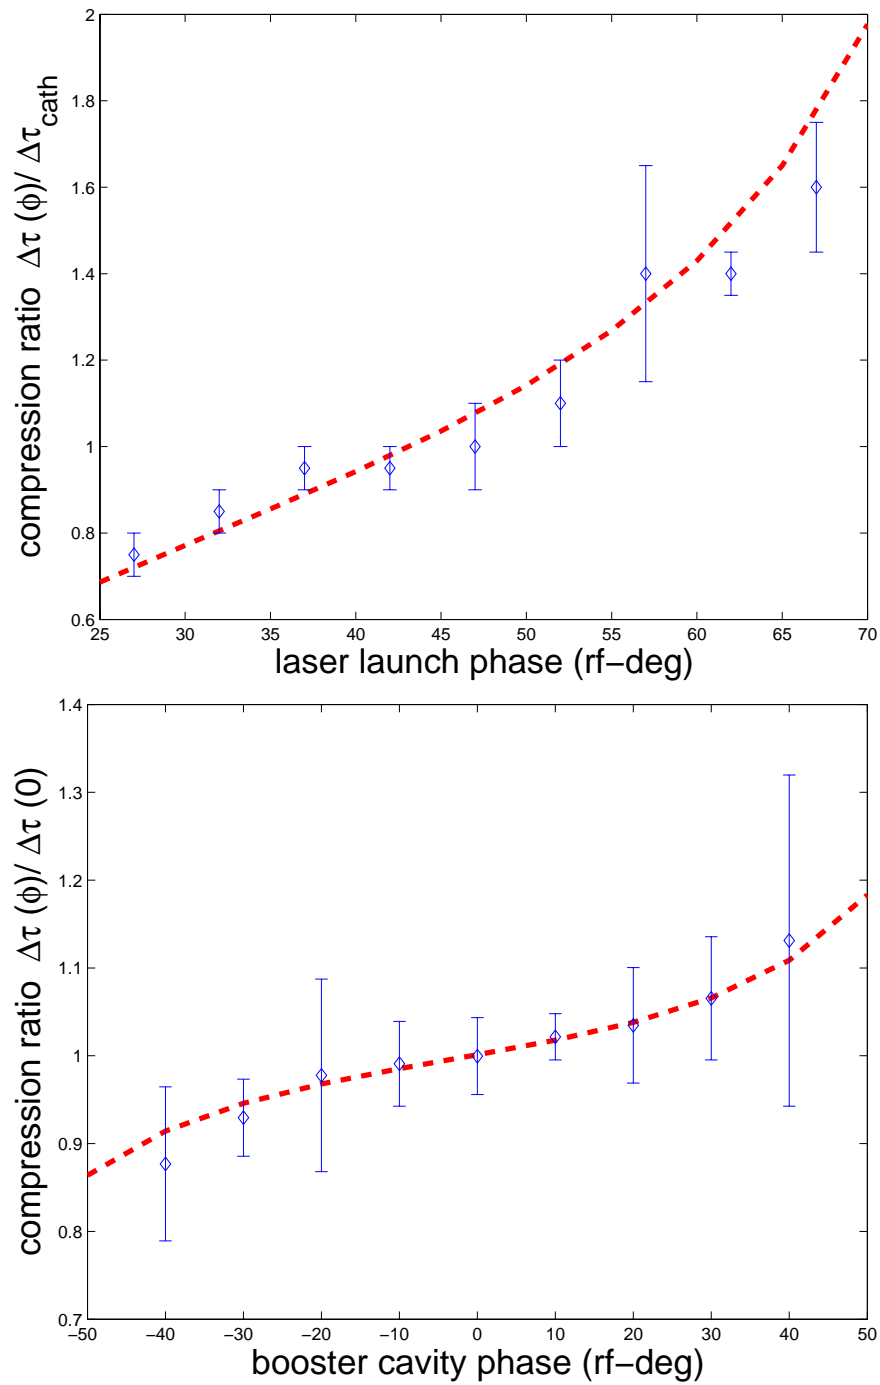 2
1.8
1.6
1.4
1.2
1
0.8
0.6
compression ratio Δτ (ϕ)/ Δτcath
25 30 35 40 45 50 55 60 65 70
laser launch phase (rf−deg)
1.4
1.3
1.2
1.1
1
0.9
0.8
0.7
compression ratio Δτ (ϕ)/ Δτ (0)
−50 −40 −30 −20 −10 0 10 20 30 40 50
booster cavity phase (rf−deg)